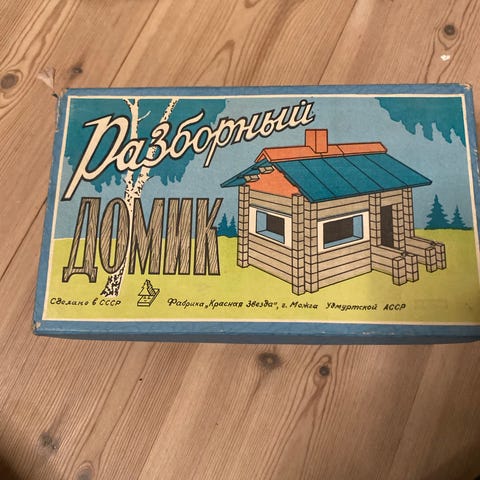 Разборный
ДОМИК
Сделано в СССР
Фабрика „Красная Звезда", г. Можга Удмуртской АССР